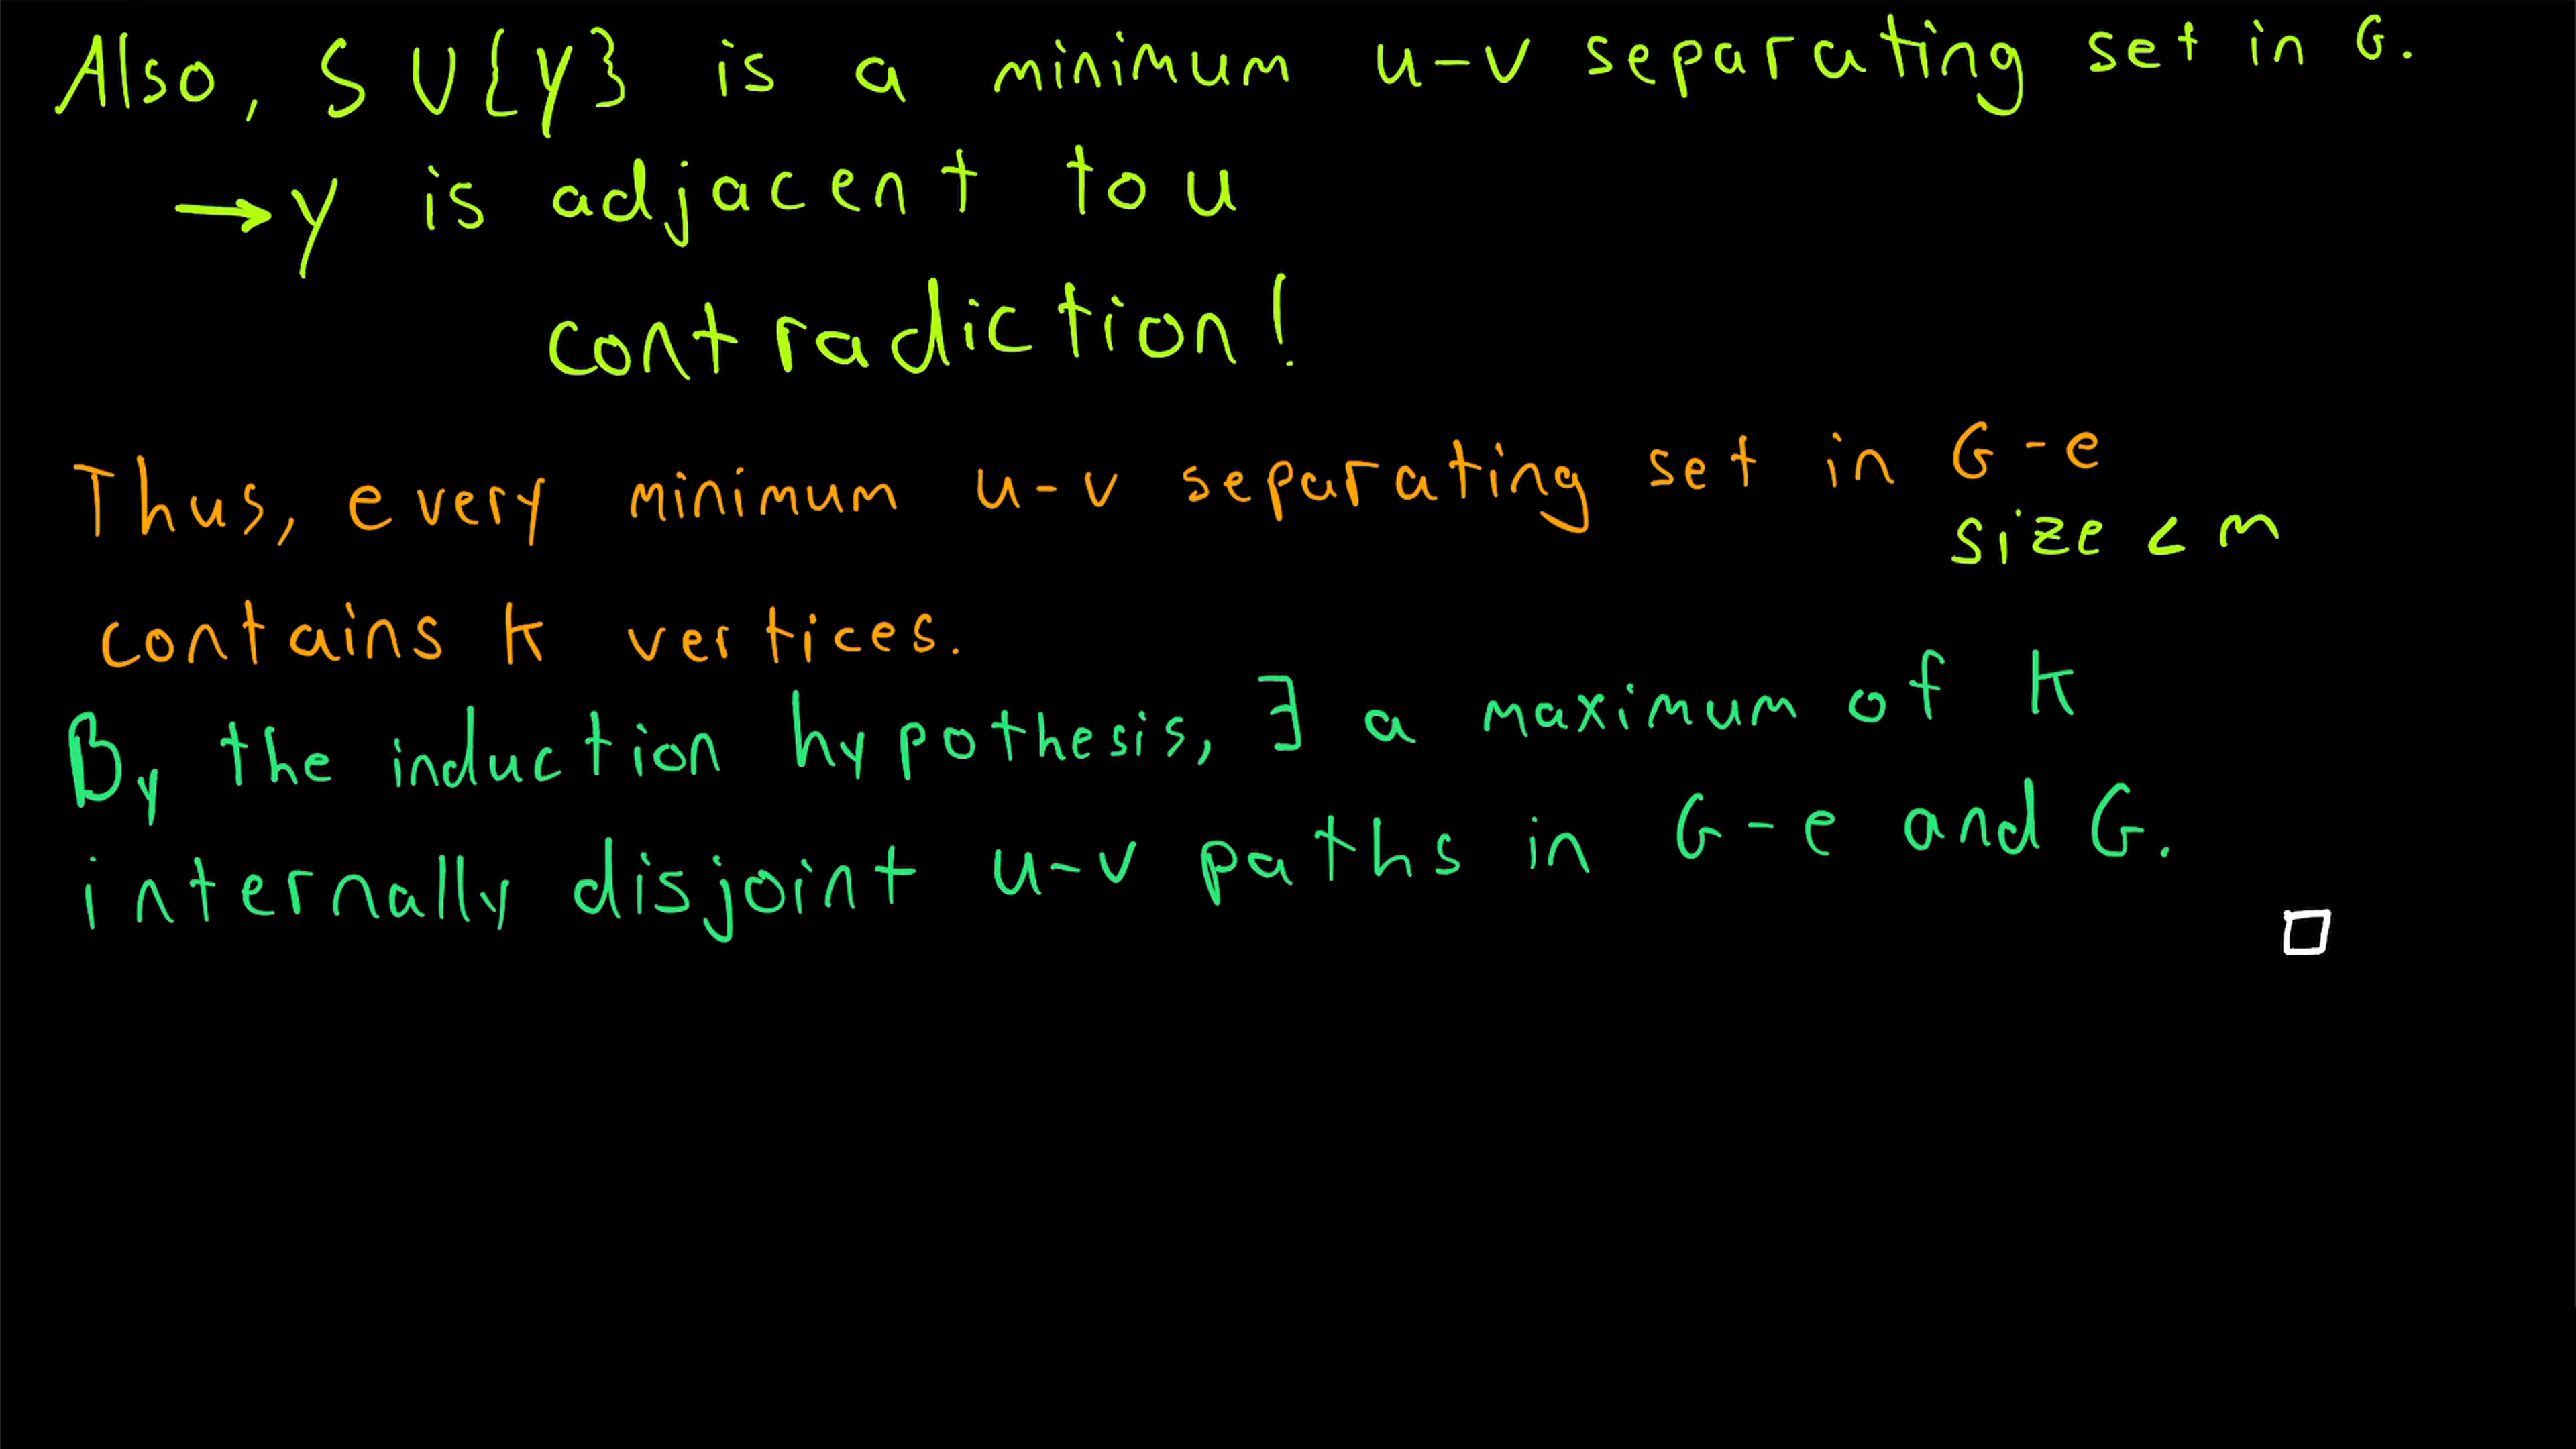 Also, S ∪ {y} is a minimum u-v separating set in G.
→ y is adjacent to u
contradiction!
Thus, every minimum u-v separating set in G-e
size < m
contains k vertices.
By the induction hypothesis, ∃ a maximum of k
internally disjoint u-v paths in G-e and G.
□